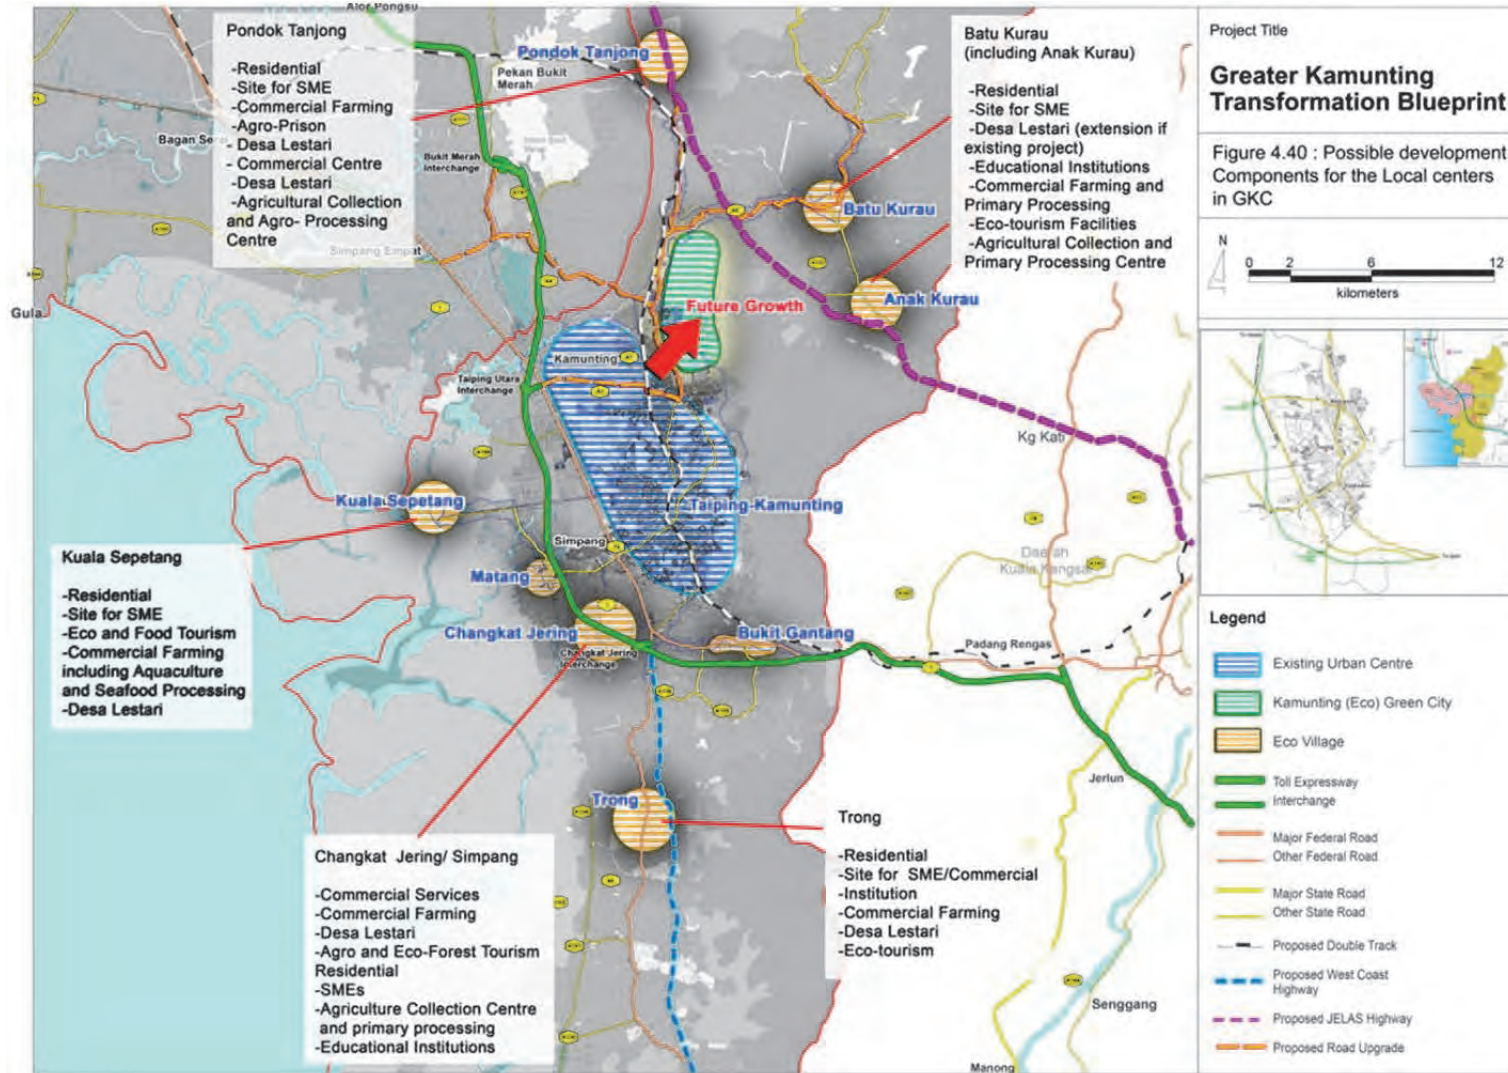 Alor Pongsu
Pondok Tanjong
-Residential
-Site for SME
-Commercial Farming
-Agro-Prison
- Desa Lestari
- Commercial Centre
-Desa Lestari
-Agricultural Collection
and Agro- Processing
Centre
Pondok Tanjong
Pekan Bukit
Merah
Bukit Merah
Interchange
Simpang Empat
Gula
Batu Kurau
(including Anak Kurau)
-Residential
-Site for SME
-Desa Lestari (extension if
existing project)
-Educational Institutions
-Commercial Farming and
Primary Processing
-Eco-tourism Facilities
-Agricultural Collection and
Primary Processing Centre
Batu Kurau
Anak Kurau
Future Growth
Kamunting
Taiping Utara
Interchange
Kg Kati
Kuala Sepetang
Taiping-Kamunting
Simpang
Matang
Daerah
Kuala Kangsar
Changkat Jering
Bukit Gantang
Changkat Jering
Interchange
Padang Rengas
Kuala Sepetang
-Residential
-Site for SME
-Eco and Food Tourism
-Commercial Farming
including Aquaculture
and Seafood Processing
-Desa Lestari
Jerlun
Trong
Trong
-Residential
-Site for SME/Commercial
-Institution
-Commercial Farming
-Desa Lestari
-Eco-tourism
Changkat Jering/ Simpang
-Commercial Services
-Commercial Farming
-Desa Lestari
-Agro and Eco-Forest Tourism
Residential
-SMEs
-Agriculture Collection Centre
and primary processing
-Educational Institutions
Senggang
Manong
Project Title
Greater Kamunting
Transformation Blueprint
Figure 4.40 : Possible development
Components for the Local centers
in GKC
N
0 2 6 12
kilometers
Legend
Existing Urban Centre
Kamunting (Eco) Green City
Eco Village
Toll Expressway
Interchange
Major Federal Road
Other Federal Road
Major State Road
Other State Road
Proposed Double Track
Proposed West Coast
Highway
Proposed JELAS Highway
Proposed Road Upgrade